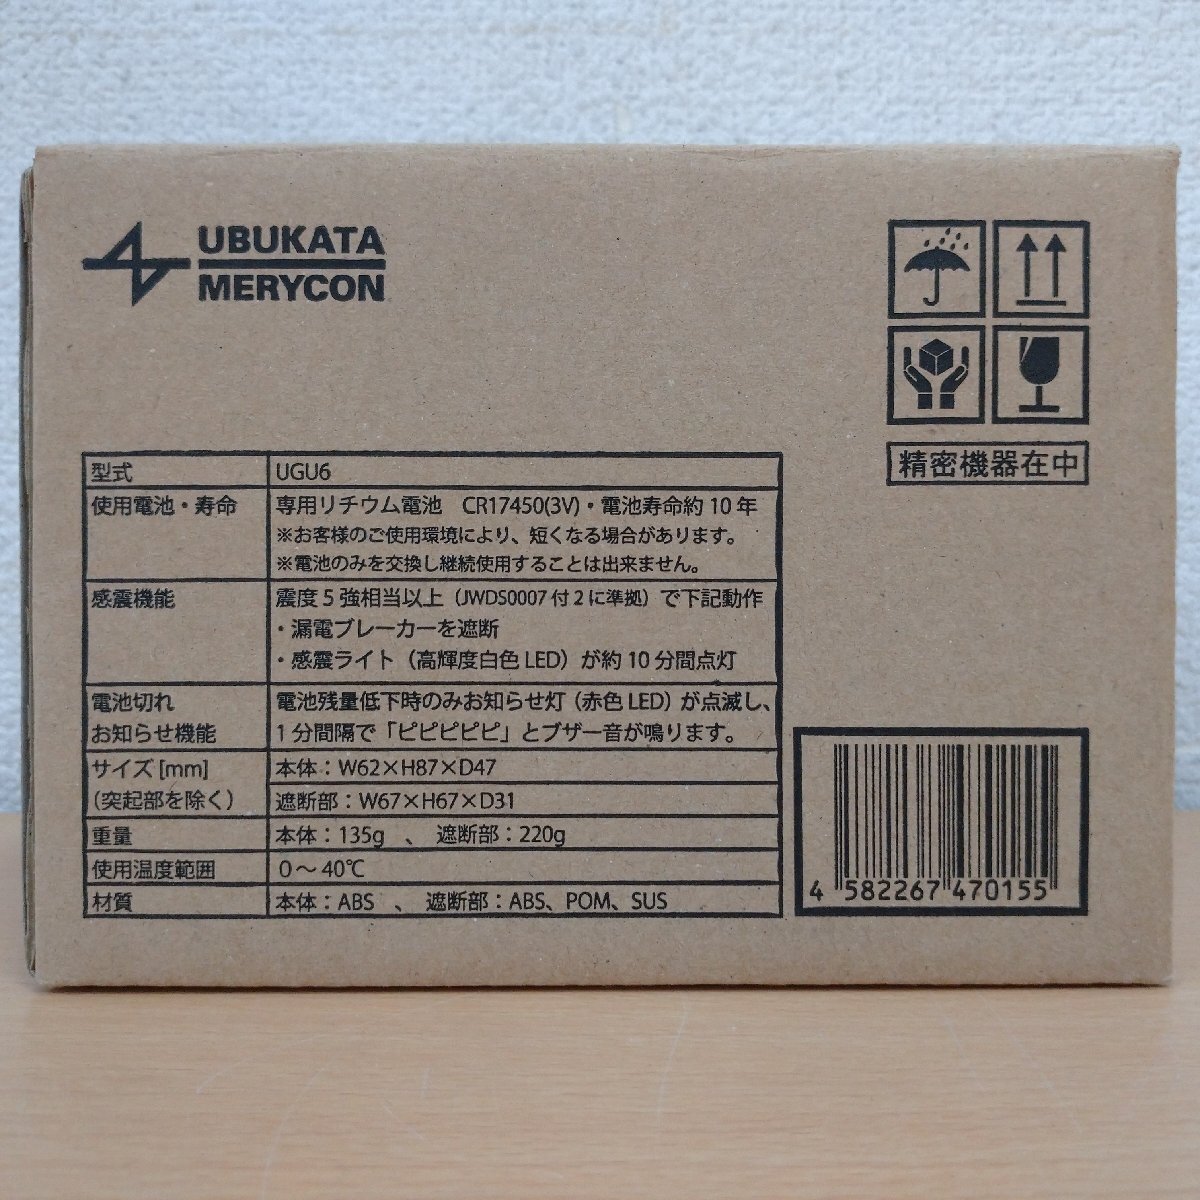 UBUKATA
MERYCON
精密機器在中
型式 UGU6
使用電池・寿命 専用リチウム電池 CR17450(3V)・電池寿命約10年
※お客様のご使用環境により、短くなる場合があります。
※電池のみを交換し継続使用することは出来ません。
感震機能 震度5強相当以上（JWDS0007付2に準拠）で下記動作
・漏電ブレーカーを遮断
・感震ライト（高輝度白色LED）が約10分間点灯
電池切れ 電池残量低下時のみお知らせ灯（赤色LED）が点滅し、
お知らせ機能 1分間隔で「ピピピピピ」とブザー音が鳴ります。
サイズ[mm] 本体：W62×H87×D47
（突起部を除く） 遮断部：W67×H67×D31
重量 本体：135g 、 遮断部：220g
使用温度範囲 0～40℃
材質 本体：ABS 、 遮断部：ABS、POM、SUS
4 582267 470155